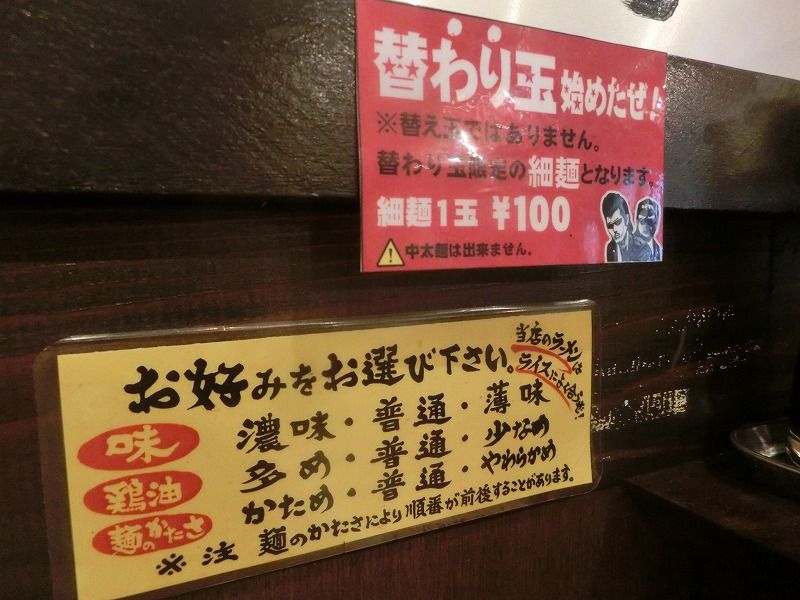 替わり玉始めたぜ!
※替え玉ではありません。
替わり玉限定の細麺となります。
細麺1玉 ¥100
中太麺は出来ません。
お好みをお選び下さい。
当店のラーメンは
ライスによく合うぜ!
味 濃味・普通・薄味
鶏油 多め・普通・少なめ
麺のかたさ かため・普通・やわらかめ
※注 麺のかたさにより順番が前後することがあります。